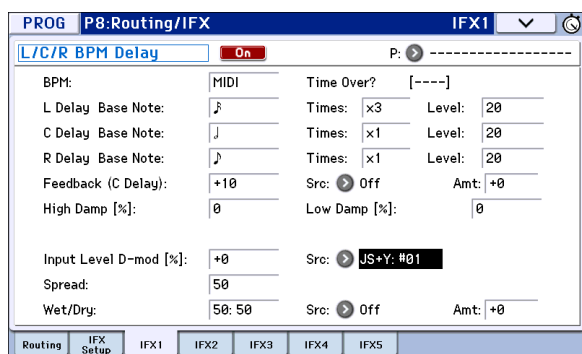 PROG P8:Routing/IFX IFX1
L/C/R BPM Delay On P: ------------------
BPM: MIDI Time Over? [----]
L Delay Base Note: 𝅘𝅥𝅯 Times: x3 Level: 20
C Delay Base Note: ♩ Times: x1 Level: 20
R Delay Base Note: ♪ Times: x1 Level: 20
Feedback (C Delay): +10 Src: Off Amt: +0
High Damp [%]: 0 Low Damp [%]: 0
Input Level D-mod [%]: +0 Src: JS+Y: #01
Spread: 50
Wet/Dry: 50:50 Src: Off Amt: +0
Routing IFX Setup IFX1 IFX2 IFX3 IFX4 IFX5